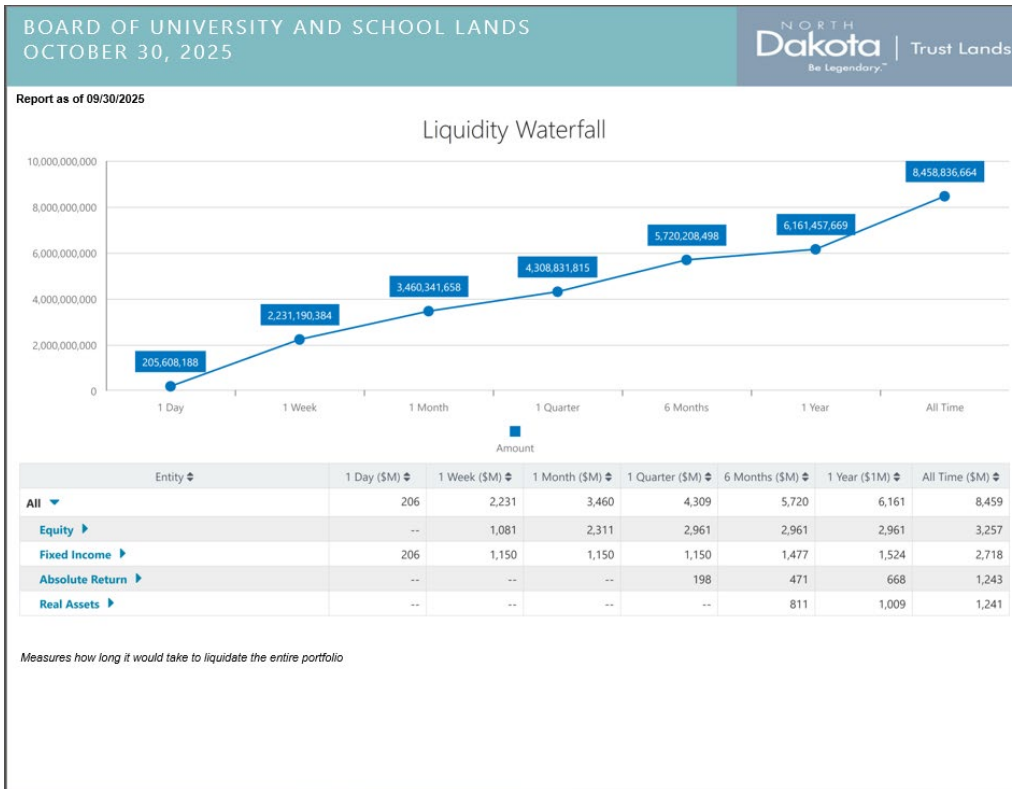 BOARD OF UNIVERSITY AND SCHOOL LANDS
OCTOBER 30, 2025
NORTH
Dakota | Trust Lands
Be Legendary.™
Report as of 09/30/2025
Liquidity Waterfall
10,000,000,000
8,000,000,000
6,000,000,000
4,000,000,000
2,000,000,000
0
205,608,188
2,231,190,384
3,460,341,658
4,308,831,815
5,720,208,498
6,161,457,669
8,458,836,664
1 Day 1 Week 1 Month 1 Quarter 6 Months 1 Year All Time
Amount
Entity 1 Day ($M) 1 Week ($M) 1 Month ($M) 1 Quarter ($M) 6 Months ($M) 1 Year ($1M) All Time ($M)
All 206 2,231 3,460 4,309 5,720 6,161 8,459
Equity -- 1,081 2,311 2,961 2,961 2,961 3,257
Fixed Income 206 1,150 1,150 1,150 1,477 1,524 2,718
Absolute Return -- -- -- 198 471 668 1,243
Real Assets -- -- -- -- 811 1,009 1,241
Measures how long it would take to liquidate the entire portfolio